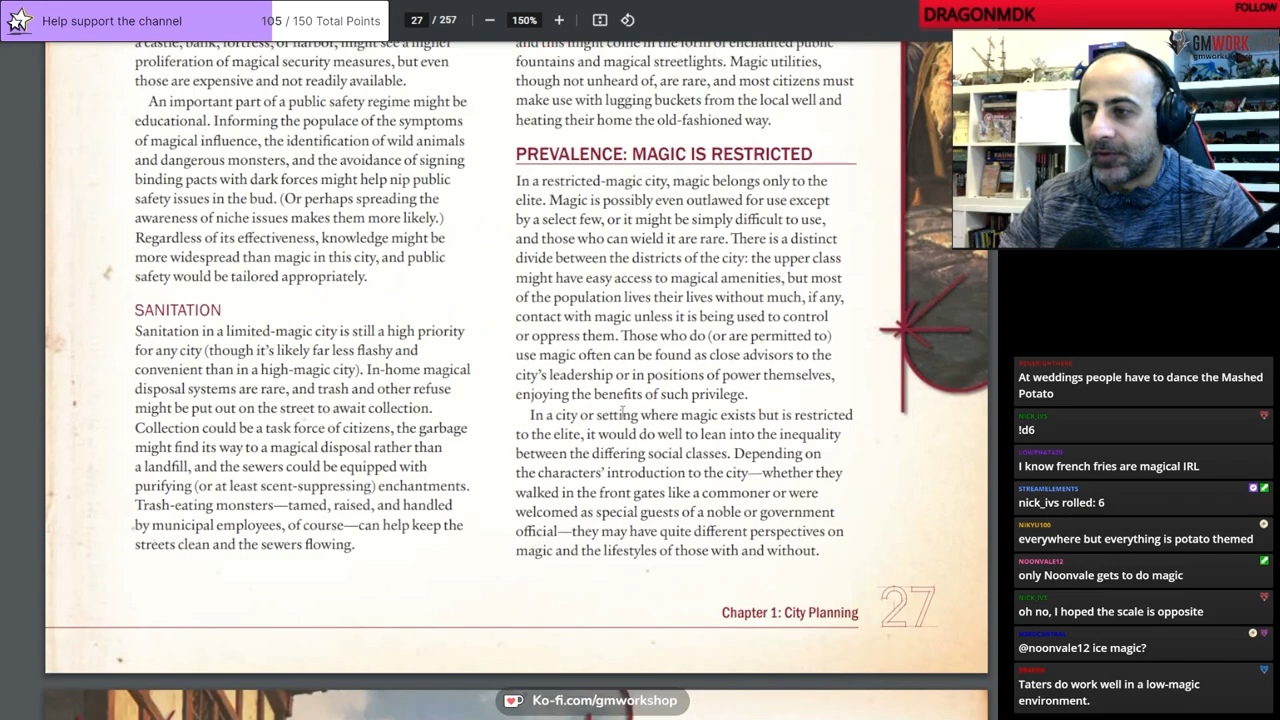 Help support the channel
105 / 150 Total Points
27 / 257
150%
DRAGONMDK
FOLLOW
GMWORK
a castle, bank, fortress, or harbor, might see a higher
proliferation of magical security measures, but even
those are expensive and not readily available.
An important part of a public safety regime might be
educational. Informing the populace of the symptoms
of magical influence, the identification of wild animals
and dangerous monsters, and the avoidance of signing
binding pacts with dark forces might help nip public
safety issues in the bud. (Or perhaps spreading the
awareness of niche issues makes them more likely.)
Regardless of its effectiveness, knowledge might be
more widespread than magic in this city, and public
safety would be tailored appropriately.
SANITATION
Sanitation in a limited-magic city is still a high priority
for any city (though it's likely far less flashy and
convenient than in a high-magic city). In-home magical
disposal systems are rare, and trash and other refuse
might be put out on the street to await collection.
Collection could be a task force of citizens, the garbage
might find its way to a magical disposal rather than
a landfill, and the sewers could be equipped with
purifying (or at least scent-suppressing) enchantments.
Trash-eating monsters—tamed, raised, and handled
by municipal employees, of course—can help keep the
streets clean and the sewers flowing.
and this might come in the form of enchanted public
fountains and magical streetlights. Magic utilities,
though not unheard of, are rare, and most citizens must
make use with lugging buckets from the local well and
heating their home the old-fashioned way.
PREVALENCE: MAGIC IS RESTRICTED
In a restricted-magic city, magic belongs only to the
elite. Magic is possibly even outlawed for use except
by a select few, or it might be simply difficult to use,
and those who can wield it are rare. There is a distinct
divide between the districts of the city: the upper class
might have easy access to magical amenities, but most
of the population lives their lives without much, if any,
contact with magic unless it is being used to control
or oppress them. Those who do (or are permitted to)
use magic often can be found as close advisors to the
city's leadership or in positions of power themselves,
enjoying the benefits of such privilege.
In a city or setting where magic exists but is restricted
to the elite, it would do well to lean into the inequality
between the differing social classes. Depending on
the characters' introduction to the city—whether they
walked in the front gates like a commoner or were
welcomed as special guests of a noble or government
official—they may have quite different perspectives on
magic and the lifestyles of those with and without.
Chapter 1: City Planning
27
Ko-fi.com/gmworkshop
At weddings people have to dance the Mashed
Potato
NICK_IVS
!d6
LOWPHAT420
I know french fries are magical IRL
STREAMELEMENTS
nick_ivs rolled: 6
NIKYU100
everywhere but everything is potato themed
NOONVALE12
only Noonvale gets to do magic
NICK_IVS
oh no, I hoped the scale is opposite
@noonvale12 ice magic?
Taters do work well in a low-magic
environment.